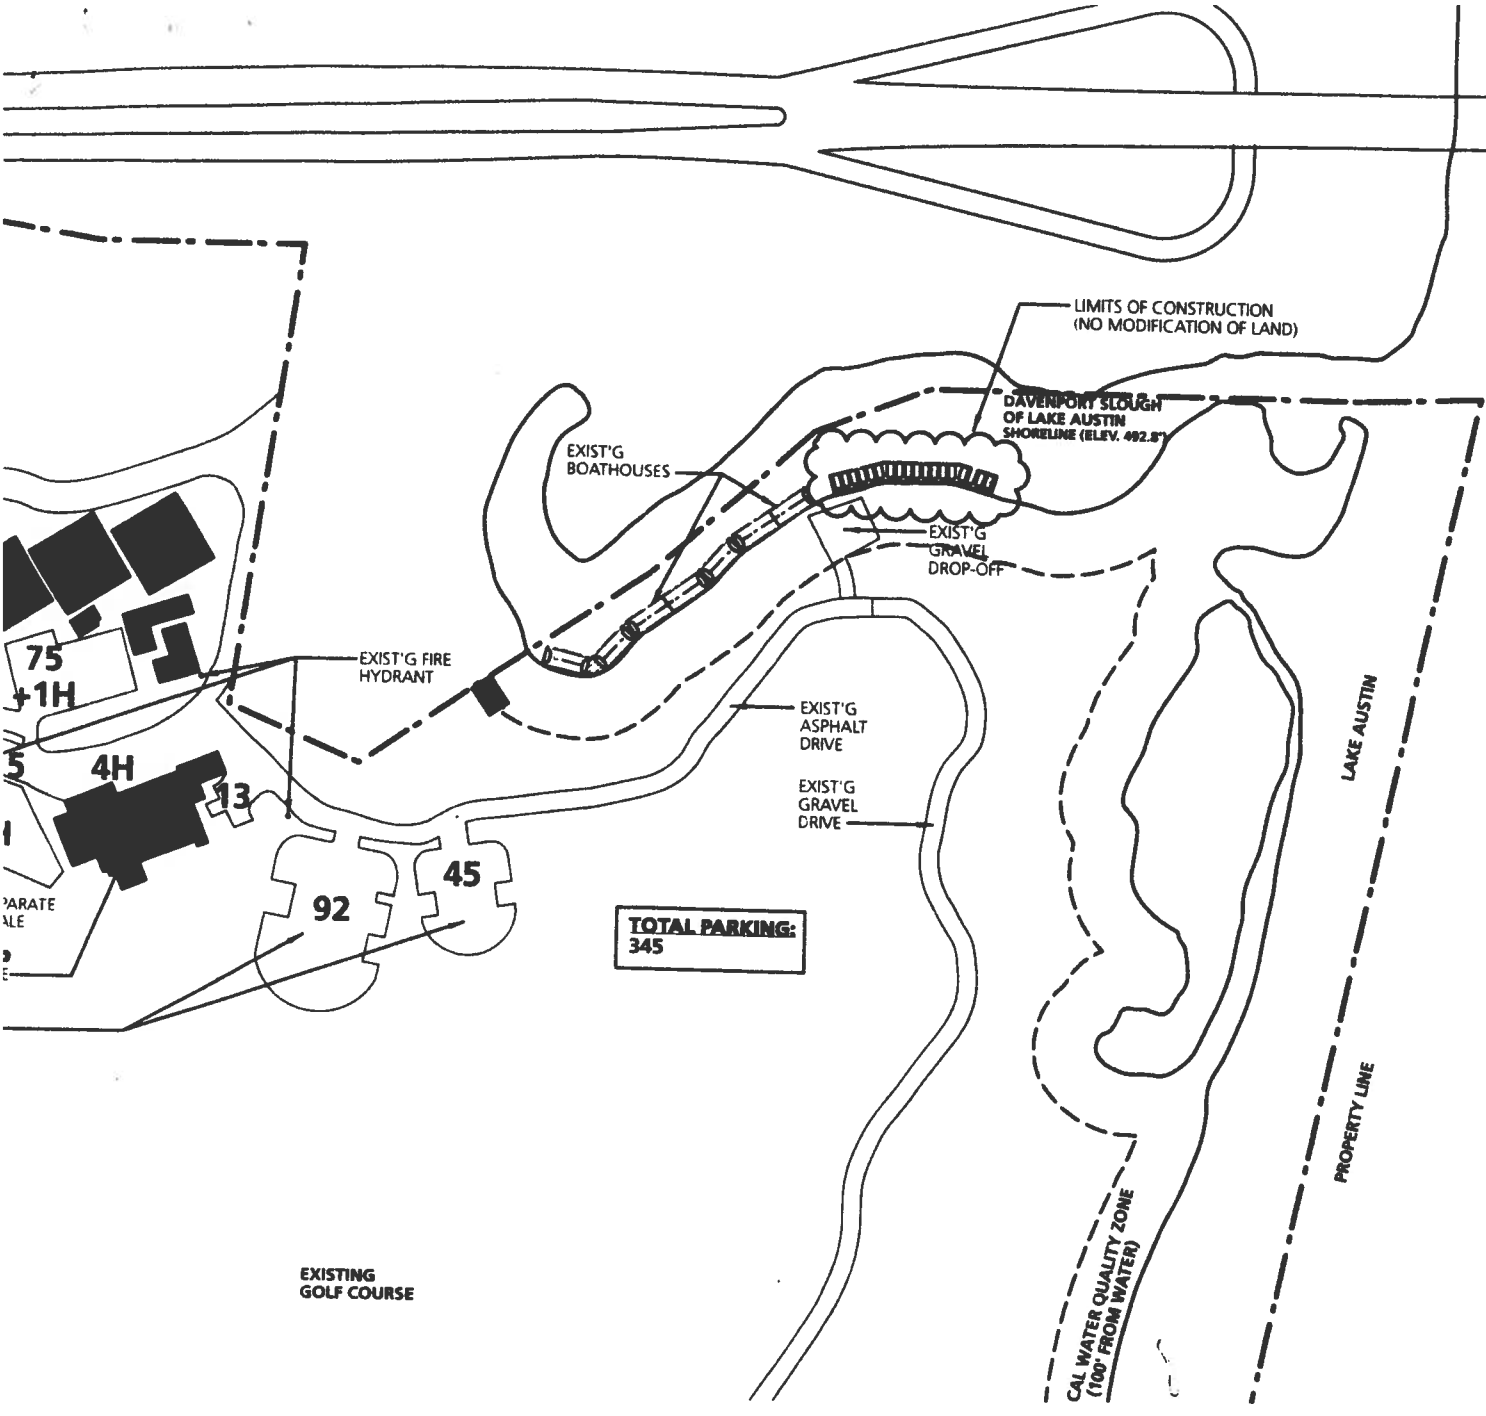 LIMITS OF CONSTRUCTION
(NO MODIFICATION OF LAND)
DAVENPORT SLOUGH
OF LAKE AUSTIN
SHORELINE (ELEV. 492.8')
EXIST'G
BOATHOUSES
EXIST'G
GRAVEL
DROP-OFF
75
+1H
EXIST'G FIRE
HYDRANT
EXIST'G
ASPHALT
DRIVE
LAKE AUSTIN
5
4H
13
EXIST'G
GRAVEL
DRIVE
45
92
PARATE
ALE
TOTAL PARKING:
345
PROPERTY LINE
CAL WATER QUALITY ZONE
(100' FROM WATER)
EXISTING
GOLF COURSE